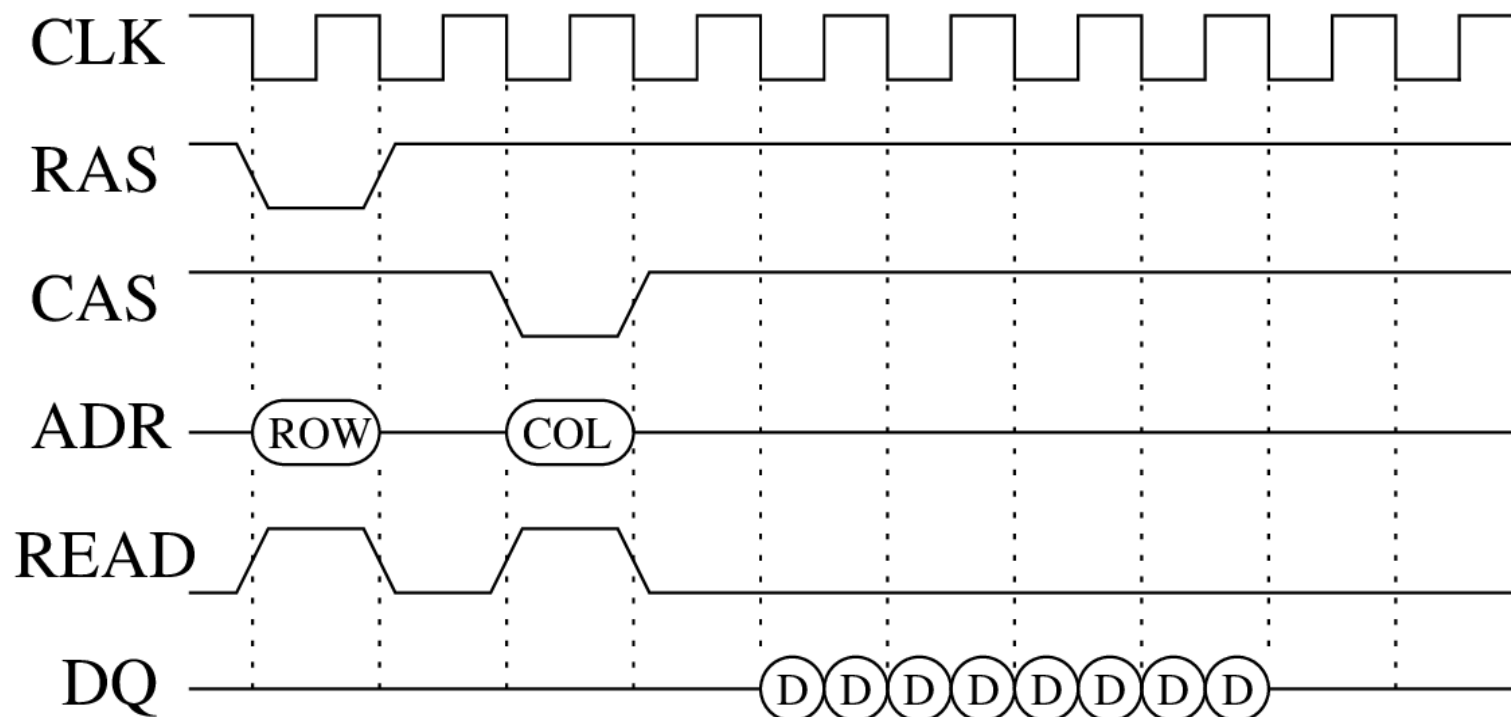 CLK
RAS
CAS
ADR ROW COL
READ
DQ D D D D D D D D